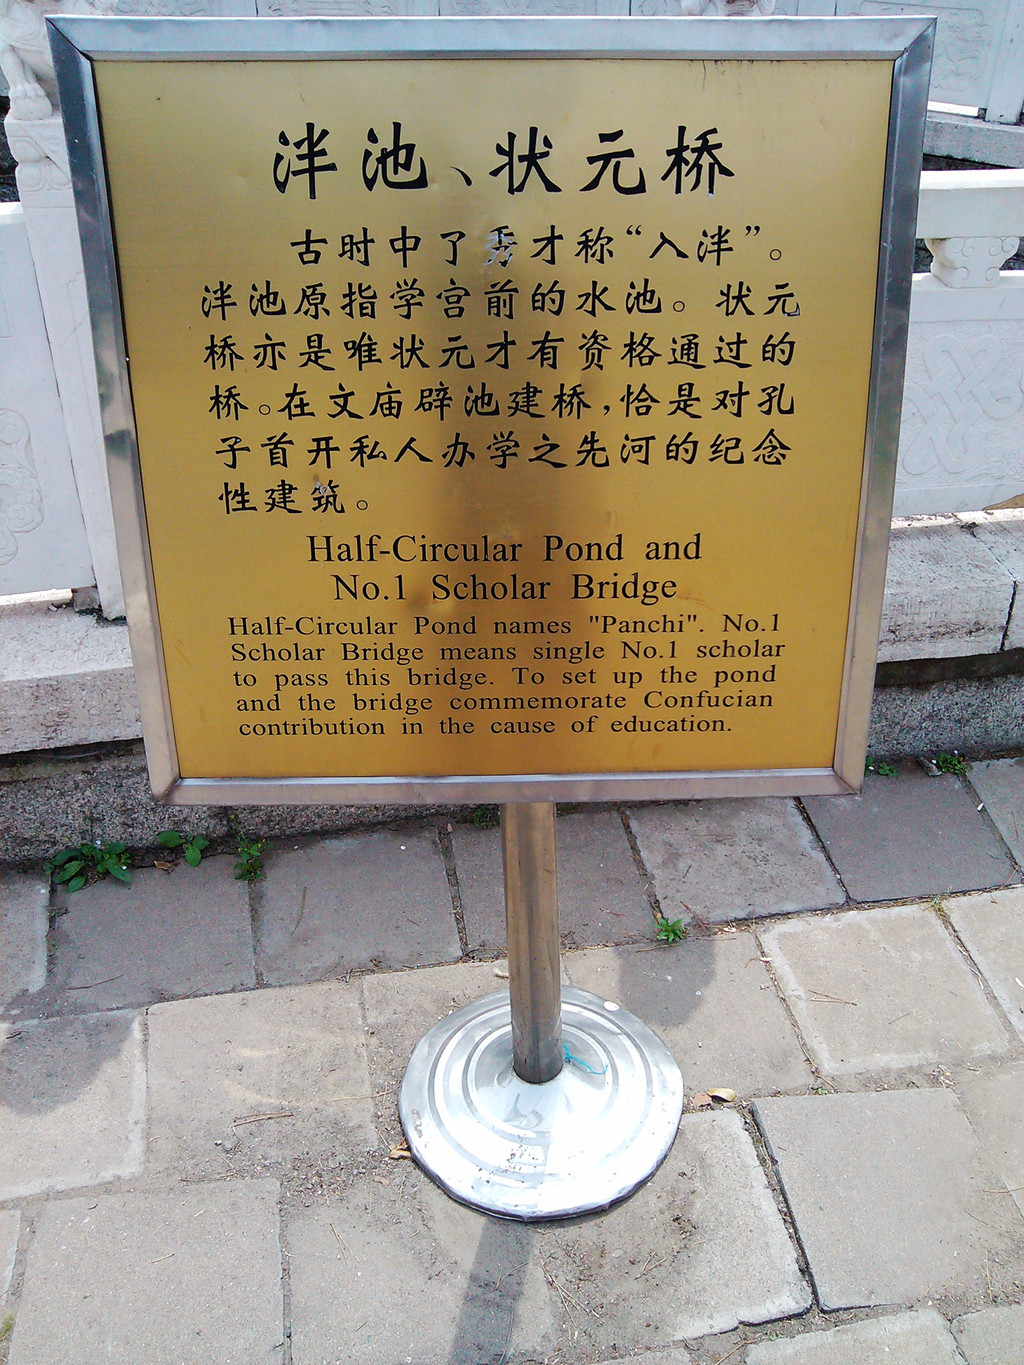 泮池、状元桥
古时中了秀才称“入泮”。
泮池原指学宫前的水池。状元
桥亦是唯状元才有资格通过的
桥。在文庙辟池建桥,恰是对孔
子首开私人办学之先河的纪念
性建筑。
Half-Circular Pond and
No.1 Scholar Bridge
Half-Circular Pond names "Panchi". No.1
Scholar Bridge means single No.1 scholar
to pass this bridge. To set up the pond
and the bridge commemorate Confucian
contribution in the cause of education.